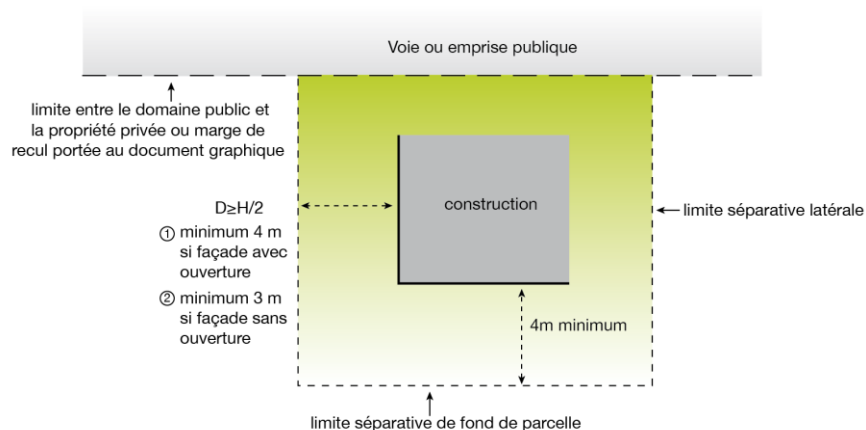 Voie ou emprise publique
limite entre le domaine public et
la propriété privée ou marge de
recul portée au document graphique
D≥H/2
① minimum 4 m
si façade avec
ouverture
② minimum 3 m
si façade sans
ouverture
construction
limite séparative latérale
4m minimum
limite séparative de fond de parcelle